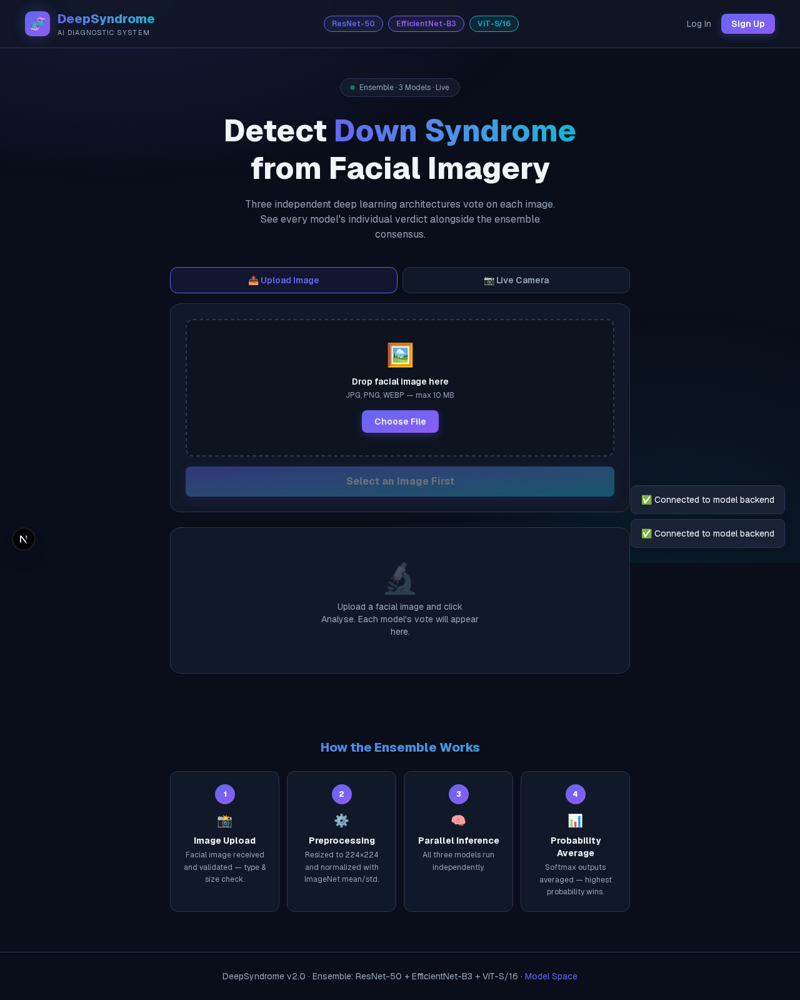 DeepSyndrome
AI DIAGNOSTIC SYSTEM
ResNet-50
EfficientNet-B3
ViT-S/16
Log In
Sign Up
Ensemble · 3 Models · Live
Detect Down Syndrome
from Facial Imagery
Three independent deep learning architectures vote on each image.
See every model's individual verdict alongside the ensemble
consensus.
Upload Image
Live Camera
Drop facial image here
JPG, PNG, WEBP — max 10 MB
Choose File
Select an Image First
Connected to model backend
Connected to model backend
N
Upload a facial image and click
Analyse. Each model's vote will appear
here.
How the Ensemble Works
1
Image Upload
Facial image received
and validated — type &
size check.
2
Preprocessing
Resized to 224×224
and normalized with
ImageNet mean/std.
3
Parallel Inference
All three models run
independently.
4
Probability
Average
Softmax outputs
averaged — highest
probability wins.
DeepSyndrome v2.0 · Ensemble: ResNet-50 + EfficientNet-B3 + ViT-S/16 · Model Space